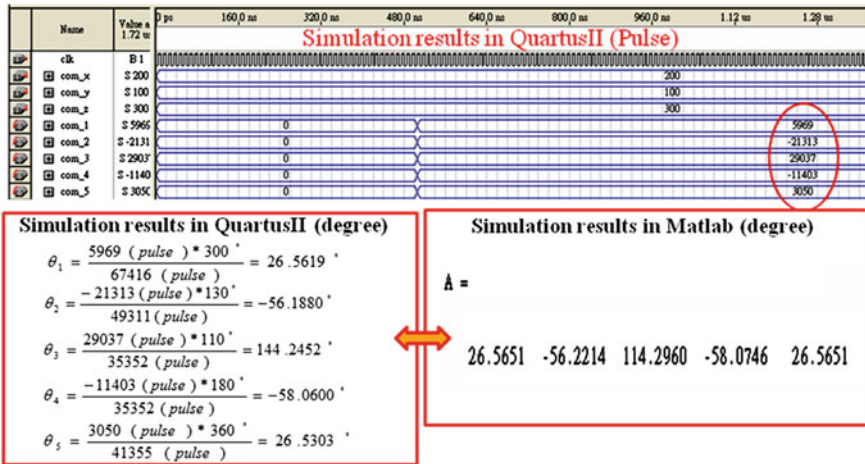 Name Value a 0 ps 160,0 ns 320,0 ns 480,0 ns 640,0 ns 800,0 ns 960,0 ns 1.12 us 1.28 us
1.72 us
Simulation results in QuartusII (Pulse)
clk B 1
com_x S 200 200
com_y S 100 100
com_z S 300 300
com_1 S 5969 0 5969
com_2 S -2131 0 -21313
com_3 S 2903 0 29037
com_4 S -1140 0 -11403
com_5 S 305 0 3050
Simulation results in QuartusII (degree)
θ₁ = 5969 (pulse) * 300° / 67416 (pulse) = 26.5619°
θ₂ = -21313 (pulse) * 130° / 49311 (pulse) = -56.1880°
θ₃ = 29037 (pulse) * 110° / 35352 (pulse) = 144.2452°
θ₄ = -11403 (pulse) * 180° / 35352 (pulse) = -58.0600°
θ₅ = 3050 (pulse) * 360° / 41355 (pulse) = 26.5303°
Simulation results in Matlab (degree)
A =
26.5651 -56.2214 114.2960 -58.0746 26.5651